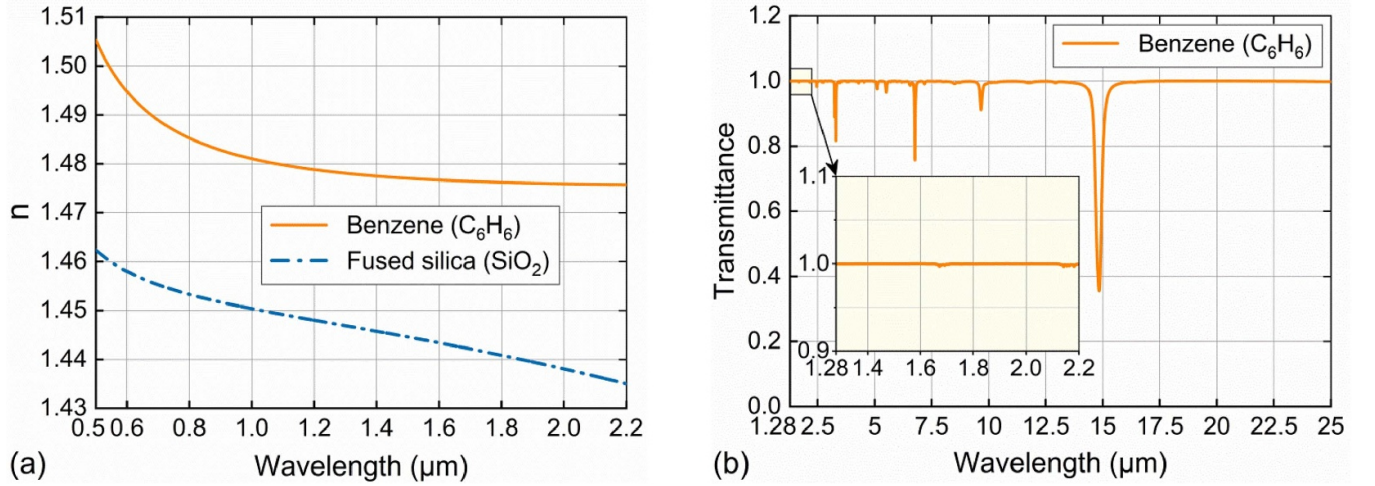 1.51
1.50
1.49
1.48
1.47
1.46
1.45
1.44
1.43
n
Benzene (C₆H₆)
Fused silica (SiO₂)
0.5 0.6 0.8 1.0 1.2 1.4 1.6 1.8 2.0 2.2
Wavelength (μm)
(a)
1.2
1.0
0.8
0.6
0.4
0.2
0.0
Transmittance
Benzene (C₆H₆)
1.1
1.0
0.9
1.28 1.4 1.6 1.8 2.0 2.2
1.28 2.5 5 7.5 10 12.5 15 17.5 20 22.5 25
Wavelength (μm)
(b)